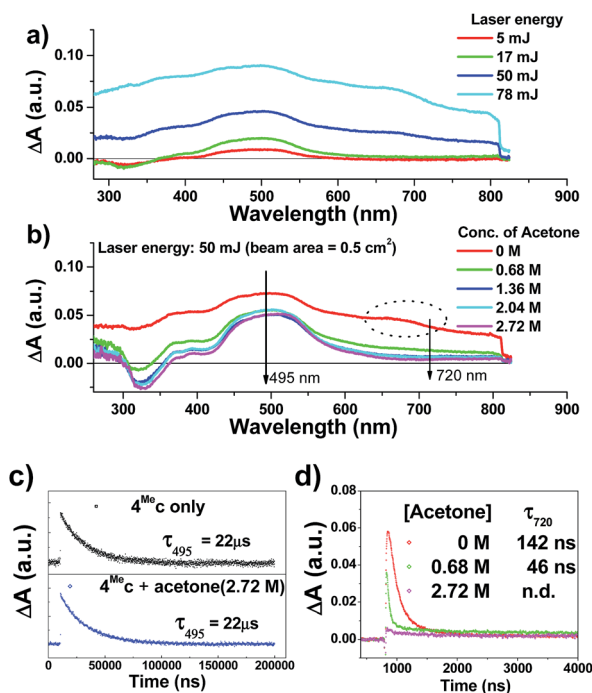 a)
Laser energy
5 mJ
17 mJ
50 mJ
78 mJ
ΔA (a.u.)
0.10
0.05
0.00
300 400 500 600 700 800 900
Wavelength (nm)
b)
Laser energy: 50 mJ (beam area = 0.5 cm²)
Conc. of Acetone
0 M
0.68 M
1.36 M
2.04 M
2.72 M
ΔA (a.u.)
0.10
0.05
0.00
495 nm
720 nm
300 400 500 600 700 800 900
Wavelength (nm)
c)
4ᴹᵉc only
τ₄₉₅ = 22μs
4ᴹᵉc + acetone(2.72 M)
τ₄₉₅ = 22μs
ΔA (a.u.)
0 50000 100000 150000 200000
Time (ns)
d)
[Acetone] τ₇₂₀
0 M 142 ns
0.68 M 46 ns
2.72 M n.d.
ΔA (a.u.)
0.08
0.06
0.04
0.02
0.00
1000 2000 3000 4000
Time (ns)